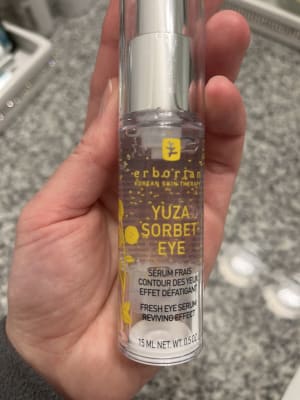 erborian
KOREAN SKIN THERAPY
YUZA
SORBET
EYE
SÉRUM FRAIS
CONTOUR DES YEUX
EFFET DÉFATIGANT
FRESH EYE SERUM
REVIVING EFFECT
15 ML NET. WT. 0.5 OZ.